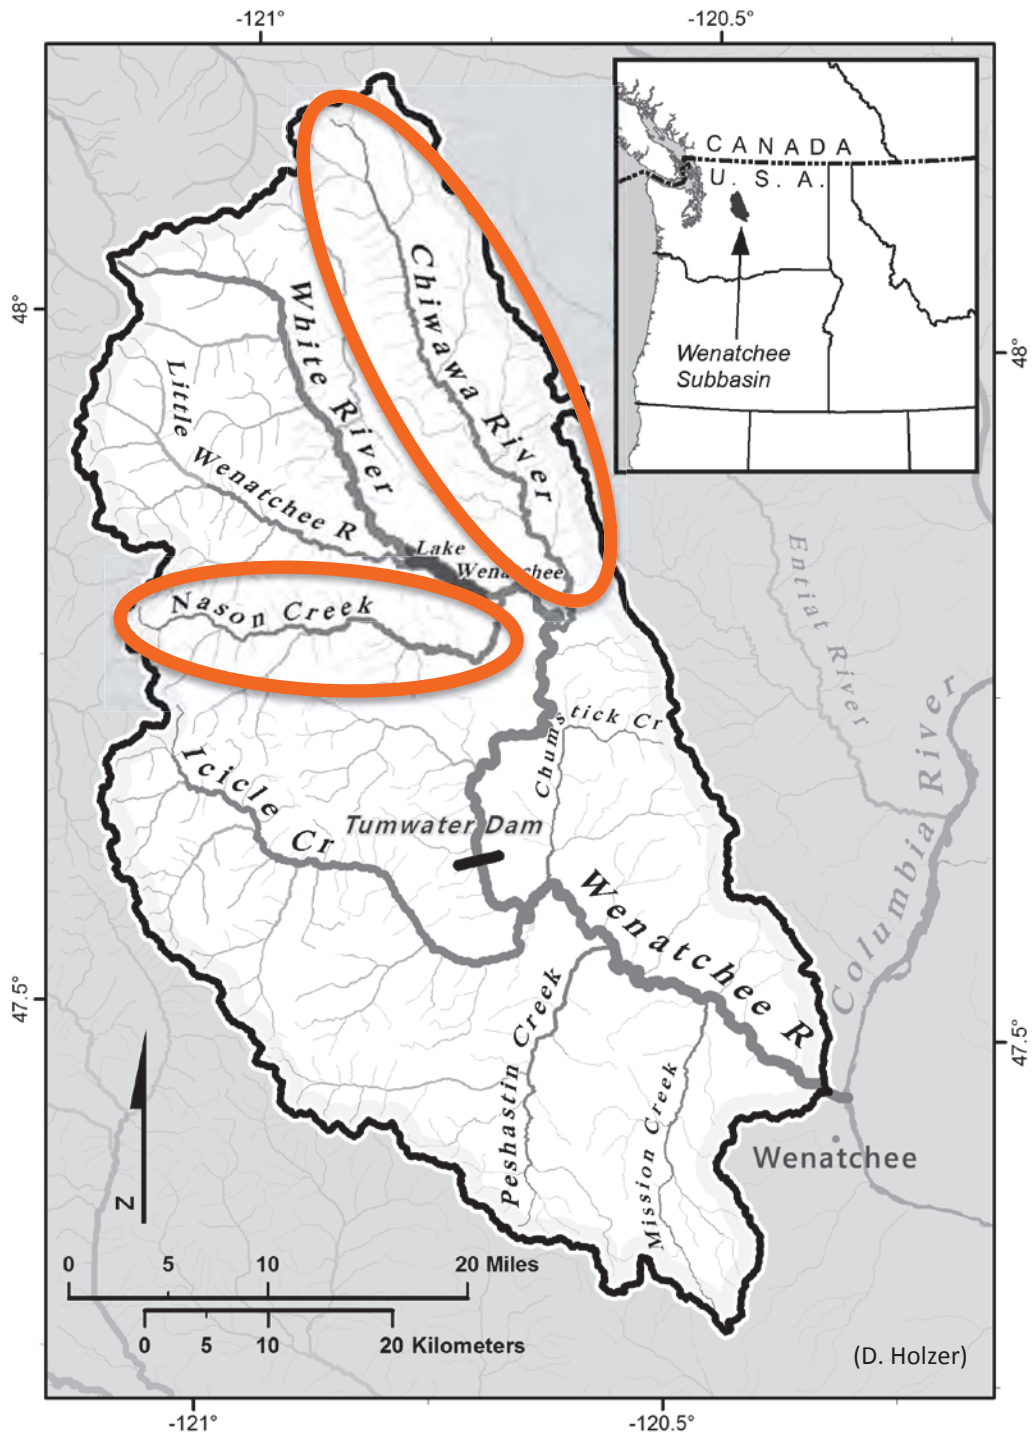 -121°
-120.5°
CANADA
U. S. A.
Wenatchee
Subbasin
48°
48°
Chiwawa River
White River
Little Wenatchee R
Lake
Wenatchee
Nason Creek
Entiat River
Columbia River
Chumstick Cr
Icicle Cr
Tumwater Dam
Wenatchee R
47.5°
47.5°
Peshastin Creek
Mission Creek
Wenatchee
N
0 5 10 20 Miles
0 5 10 20 Kilometers
(D. Holzer)
-121°
-120.5°